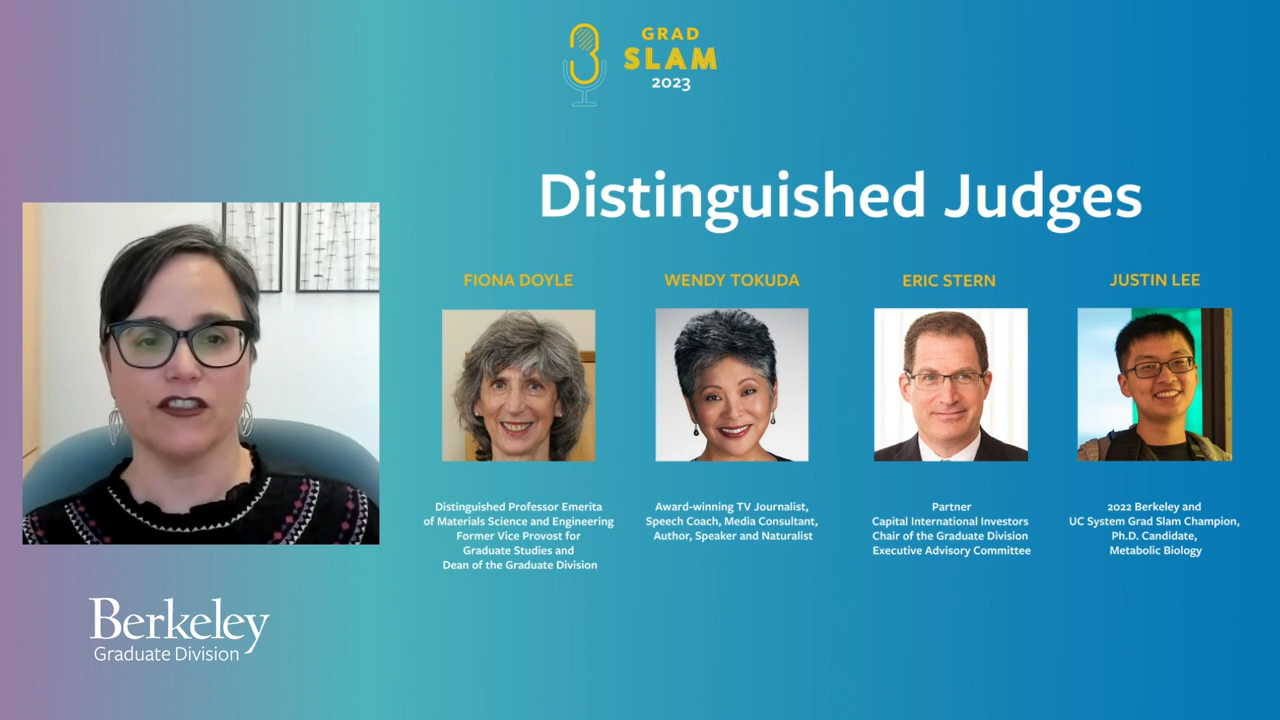 GRAD
SLAM
2023
Distinguished Judges
FIONA DOYLE
Distinguished Professor Emerita
of Materials Science and Engineering
Former Vice Provost for
Graduate Studies and
Dean of the Graduate Division
WENDY TOKUDA
Award-winning TV Journalist,
Speech Coach, Media Consultant,
Author, Speaker and Naturalist
ERIC STERN
Partner
Capital International Investors
Chair of the Graduate Division
Executive Advisory Committee
JUSTIN LEE
2022 Berkeley and
UC System Grad Slam Champion,
Ph.D. Candidate,
Metabolic Biology
Berkeley
Graduate Division